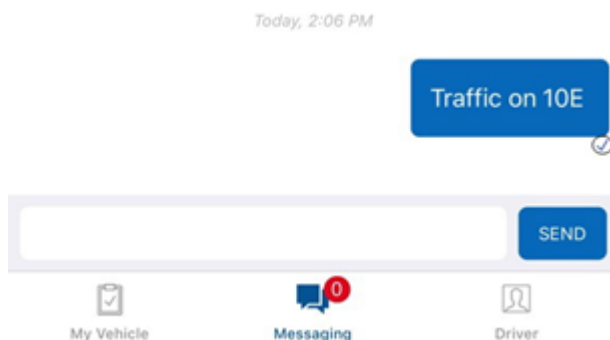 Today, 2:06 PM
Traffic on 10E
SEND
0
My Vehicle
Messaging
Driver